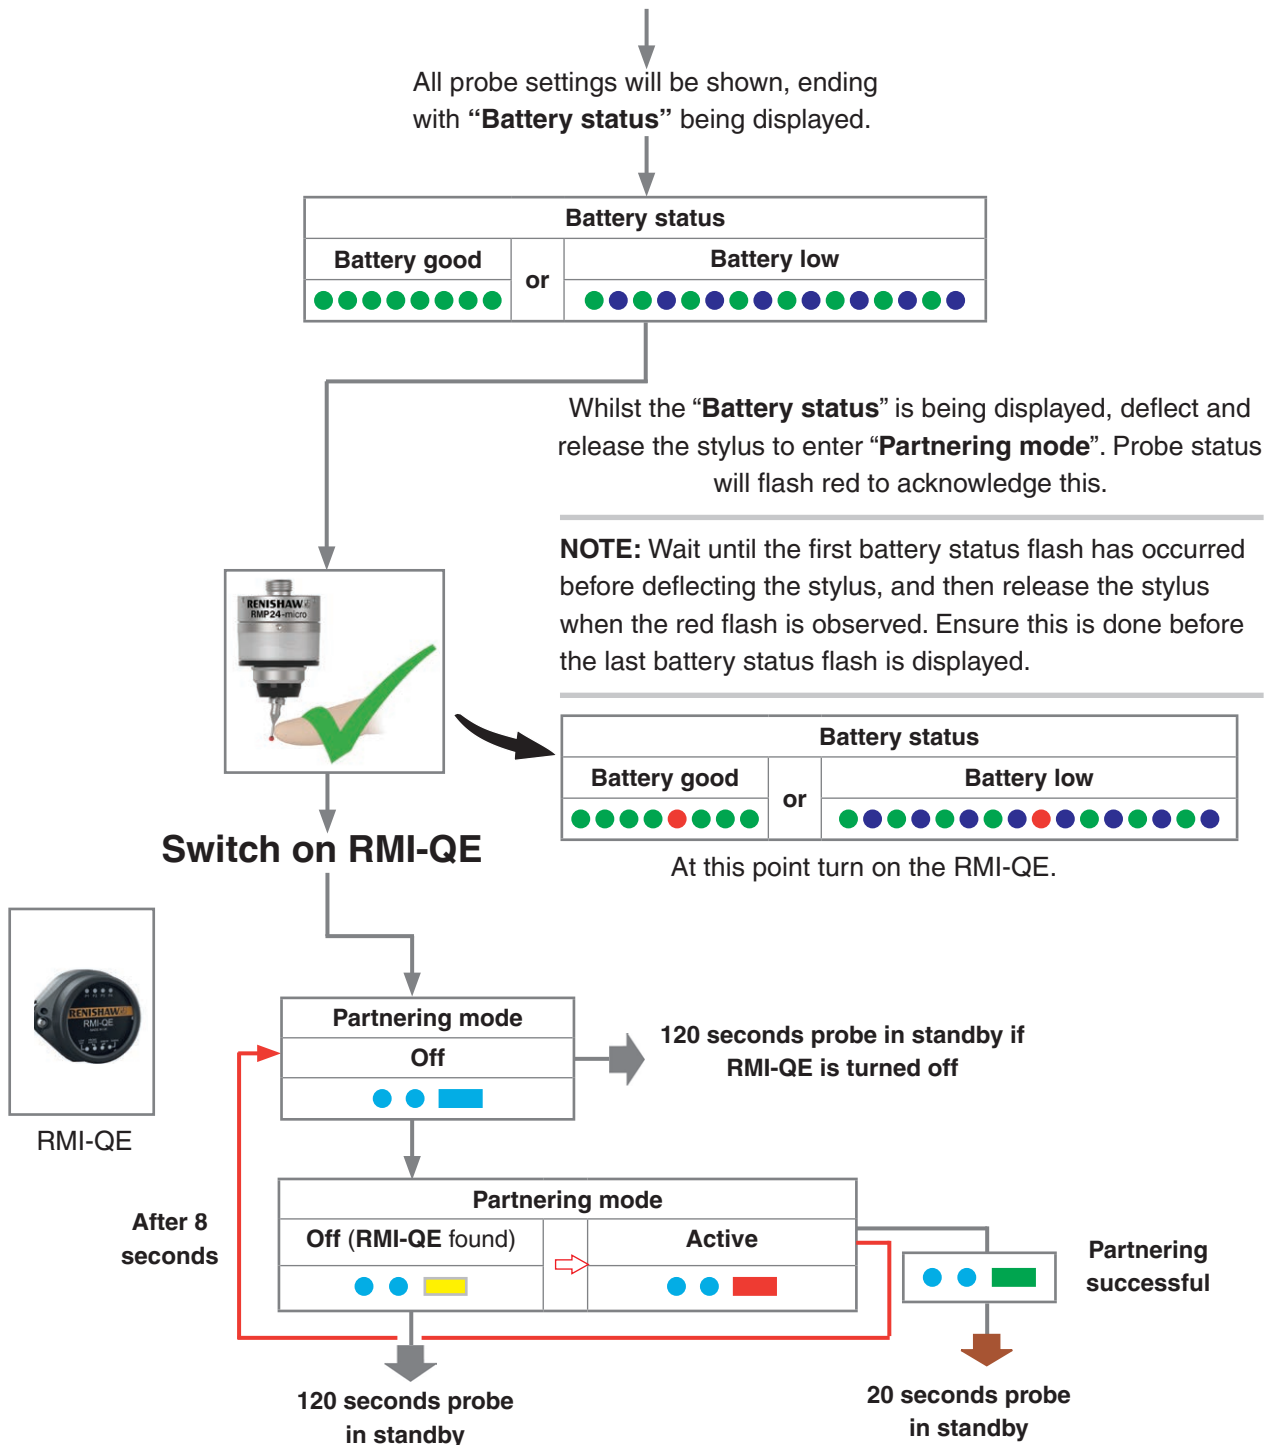 All probe settings will be shown, ending
with “Battery status” being displayed.
Battery status
Battery good
or
Battery low
Whilst the “Battery status” is being displayed, deflect and
release the stylus to enter “Partnering mode”. Probe status
will flash red to acknowledge this.
NOTE: Wait until the first battery status flash has occurred
before deflecting the stylus, and then release the stylus
when the red flash is observed. Ensure this is done before
the last battery status flash is displayed.
RENISHAW
RMP24-micro
Battery status
Battery good
or
Battery low
At this point turn on the RMI-QE.
Switch on RMI-QE
RENISHAW
RMI-QE
RMI-QE
Partnering mode
Off
120 seconds probe in standby if
RMI-QE is turned off
After 8
seconds
Partnering mode
Off (RMI-QE found)
Active
Partnering
successful
120 seconds probe
in standby
20 seconds probe
in standby